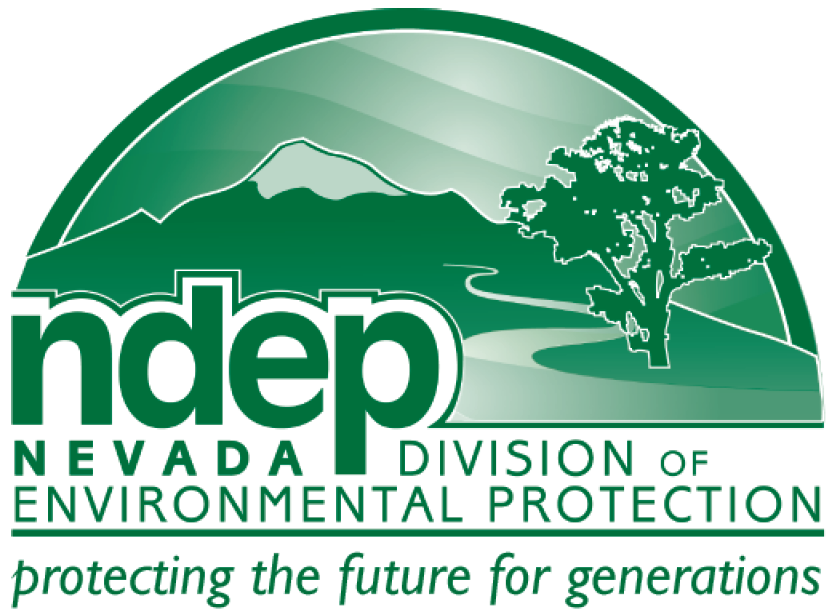 ndep
NEVADA DIVISION OF
ENVIRONMENTAL PROTECTION
protecting the future for generations